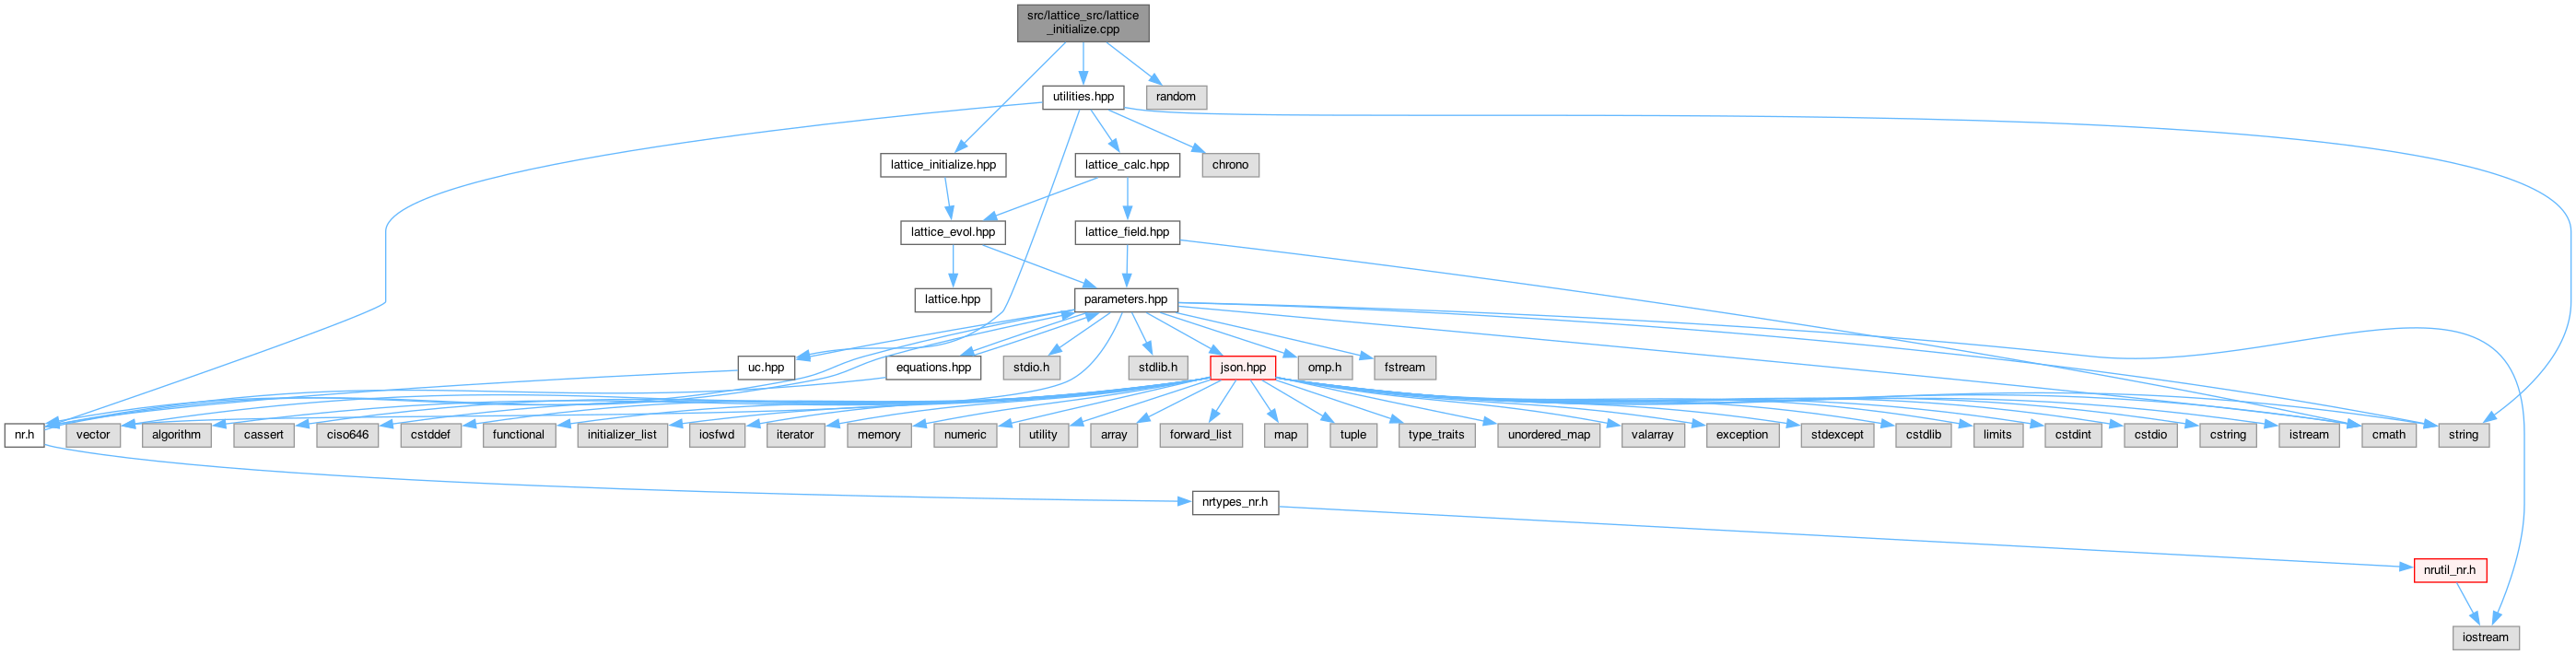 src/lattice_src/lattice
_initialize.cpp
utilities.hpp
random
lattice_initialize.hpp
lattice_calc.hpp
chrono
lattice_evol.hpp
lattice_field.hpp
lattice.hpp
parameters.hpp
uc.hpp
equations.hpp
stdio.h
stdlib.h
json.hpp
omp.h
fstream
nr.h
vector
algorithm
cassert
ciso646
cstddef
functional
initializer_list
iosfwd
iterator
memory
numeric
utility
array
forward_list
map
tuple
type_traits
unordered_map
valarray
exception
stdexcept
cstdlib
limits
cstdint
cstdio
cstring
istream
cmath
string
nrtypes_nr.h
nrutil_nr.h
iostream